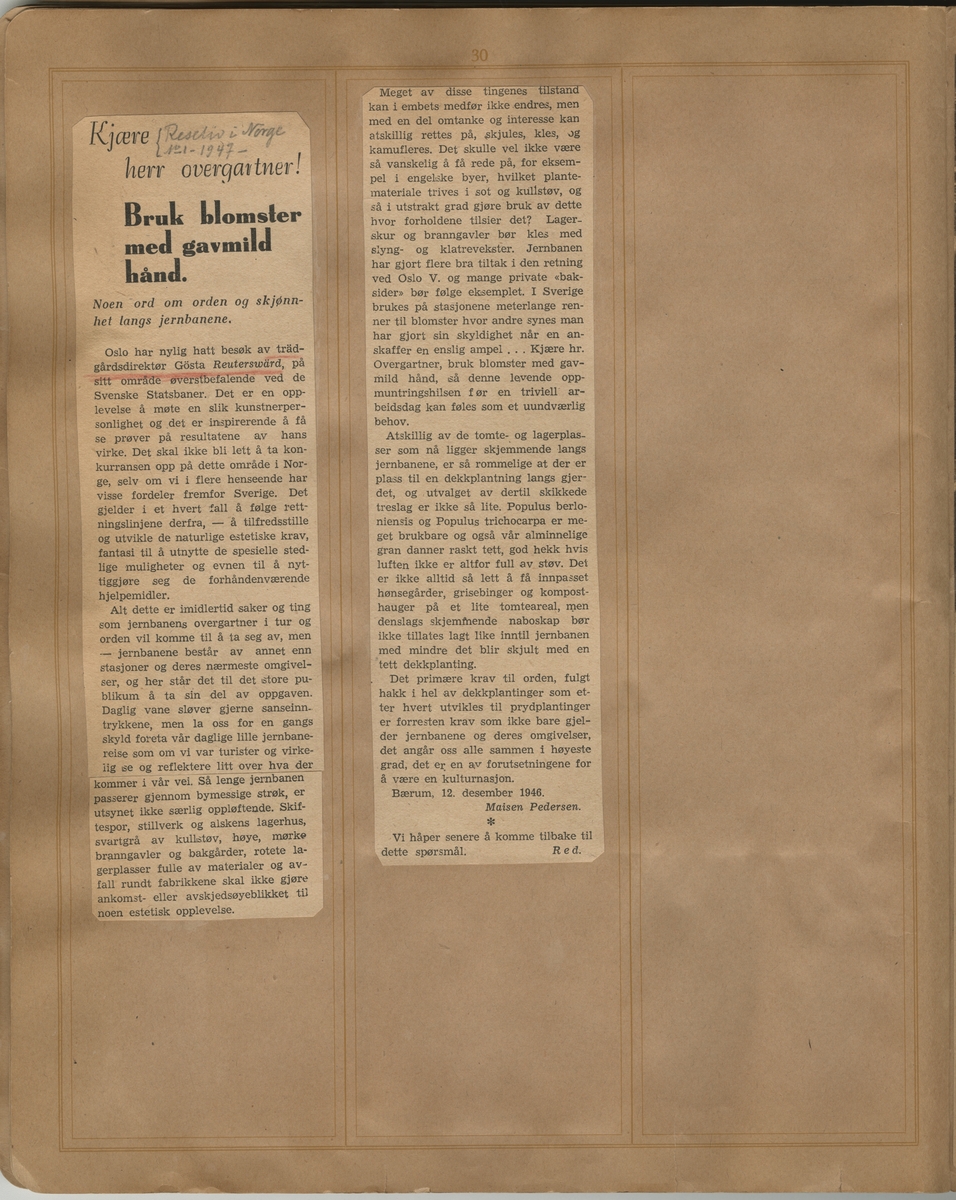 30
Kjære
Reseliv i Norge
No 1 - 1947 -
herr overgartner!
Bruk blomster
med gavmild
hånd.
Noen ord om orden og skjønn-
het langs jernbanene.
Oslo har nylig hatt besøk av träd-
gårdsdirektør Gösta Reuterswärd, på
sitt område øverstbefalende ved de
Svenske Statsbaner. Det er en opp-
levelse å møte en slik kunstnerper-
sonlighet og det er inspirerende å få
se prøver på resultatene av hans
virke. Det skal ikke bli lett å ta kon-
kurransen opp på dette område i Nor-
ge, selv om vi i flere henseende har
visse fordeler fremfor Sverige. Det
gjelder i et hvert fall å følge rett-
ningslinjene derfra, — å tilfredsstille
og utvikle de naturlige estetiske krav,
fantasi til å utnytte de spesielle sted-
lige muligheter og evnen til å nyt-
tiggjøre seg de forhåndenværende
hjelpemidler.
Alt dette er imidlertid saker og ting
som jernbanens overgartner i tur og
orden vil komme til å ta seg av, men
— jernbanene består av annet enn
stasjoner og deres nærmeste omgivel-
ser, og her står det til det store pu-
blikum å ta sin del av oppgaven.
Daglig vane sløver gjerne sanseinn-
trykkene, men la oss for en gangs
skyld foreta vår daglige lille jernbane-
reise som om vi var turister og virke-
lig se og reflektere litt over hva der
kommer i vår vei. Så lenge jernbanen
passerer gjennom bymessige strøk, er
utsynet ikke særlig oppløftende. Skif-
tespor, stillverk og alskens lagerhus,
svartgrå av kullstøv, høye, mørke
branngavler og bakgårder, rotete la-
gerplasser fulle av materialer og av-
fall rundt fabrikkene skal ikke gjøre
ankomst- eller avskjedsøyeblikket til
noen estetisk opplevelse.
Meget av disse tingenes tilstand
kan i embets medfør ikke endres, men
med en del omtanke og interesse kan
atskillig rettes på, skjules, kles, og
kamufleres. Det skulle vel ikke være
så vanskelig å få rede på, for eksem-
pel i engelske byer, hvilket plante-
materiale trives i sot og kullstøv, og
så i utstrakt grad gjøre bruk av dette
hvor forholdene tilsier det? Lager-
skur og branngavler bør kles med
slyng- og klatrevekster. Jernbanen
har gjort flere bra tiltak i den retning
ved Oslo V. og mange private «bak-
sider» bør følge eksemplet. I Sverige
brukes på stasjonene meterlange ren-
ner til blomster hvor andre synes man
har gjort sin skyldighet når en an-
skaffer en enslig ampel . . . Kjære hr.
Overgartner, bruk blomster med gav-
mild hånd, så denne levende opp-
muntringshilsen før en triviell ar-
beidsdag kan føles som et uundværlig
behov.
Atskillig av de tomte- og lagerplas-
ser som nå ligger skjemmende langs
jernbanene, er så rommelige at der er
plass til en dekkplantning langs gjer-
det, og utvalget av dertil skikkede
treslag er ikke så lite. Populus berlo-
niensis og Populus trichocarpa er me-
get brukbare og også vår alminnelige
gran danner raskt tett, god hekk hvis
luften ikke er altfor full av støv. Det
er ikke alltid så lett å få innpasset
hønsegårder, grisebinger og kompost-
hauger på et lite tomteareal, men
denslags skjemmende naboskap bør
ikke tillates lagt like inntil jernbanen
med mindre det blir skjult med en
tett dekkplanting.
Det primære krav til orden, fulgt
hakk i hel av dekkplantinger som et-
ter hvert utvikles til prydplantinger
er forresten krav som ikke bare gjel-
der jernbanene og deres omgivelser,
det angår oss alle sammen i høyeste
grad, det er en av forutsetningene for
å være en kulturnasjon.
Bærum, 12. desember 1946.
Maisen Pedersen.
*
Vi håper senere å komme tilbake til
dette spørsmål. Red.